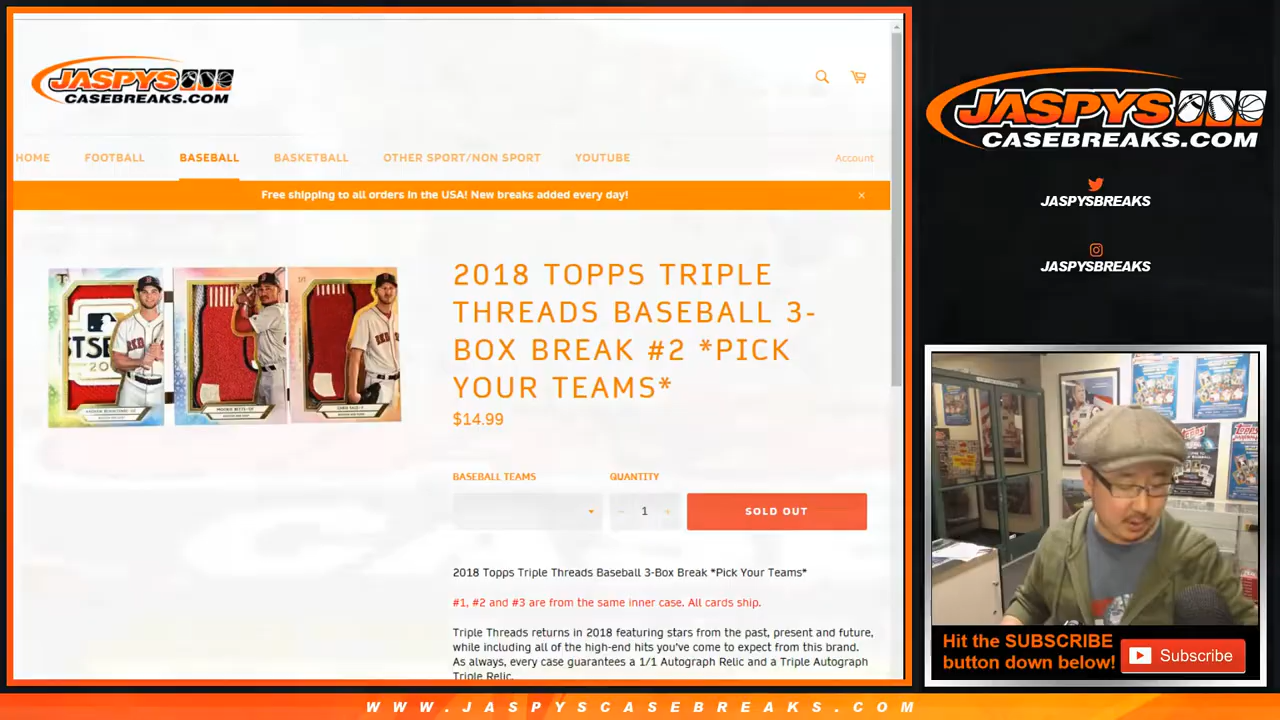 JASPYS
CASEBREAKS.COM
HOME FOOTBALL BASEBALL BASKETBALL OTHER SPORT/NON SPORT YOUTUBE Account
Free shipping to all orders in the USA! New breaks added every day! ×
2018 TOPPS TRIPLE
THREADS BASEBALL 3-
BOX BREAK #2 *PICK
YOUR TEAMS*
$14.99
BASEBALL TEAMS QUANTITY
− 1 + SOLD OUT
2018 Topps Triple Threads Baseball 3-Box Break *Pick Your Teams*
#1, #2 and #3 are from the same inner case. All cards ship.
Triple Threads returns in 2018 featuring stars from the past, present and future,
while including all of the high-end hits you've come to expect from this brand.
As always, every case guarantees a 1/1 Autograph Relic and a Triple Autograph
Triple Relic.
JASPYS
CASEBREAKS.COM
JASPYSBREAKS
JASPYSBREAKS
Hit the SUBSCRIBE
button down below!
Subscribe
WWW.JASPYSCASEBREAKS.COM